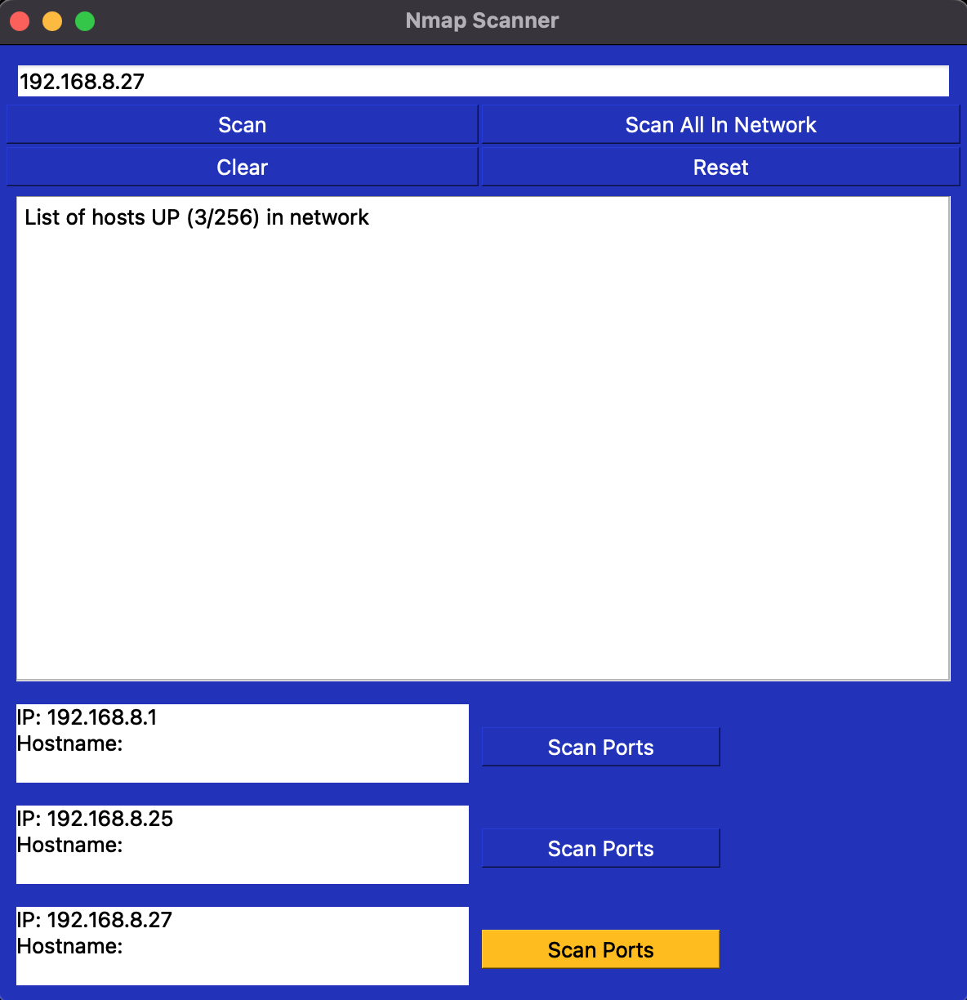 Nmap Scanner
192.168.8.27
Scan
Scan All In Network
Clear
Reset
List of hosts UP (3/256) in network
IP: 192.168.8.1
Hostname:
Scan Ports
IP: 192.168.8.25
Hostname:
Scan Ports
IP: 192.168.8.27
Hostname:
Scan Ports